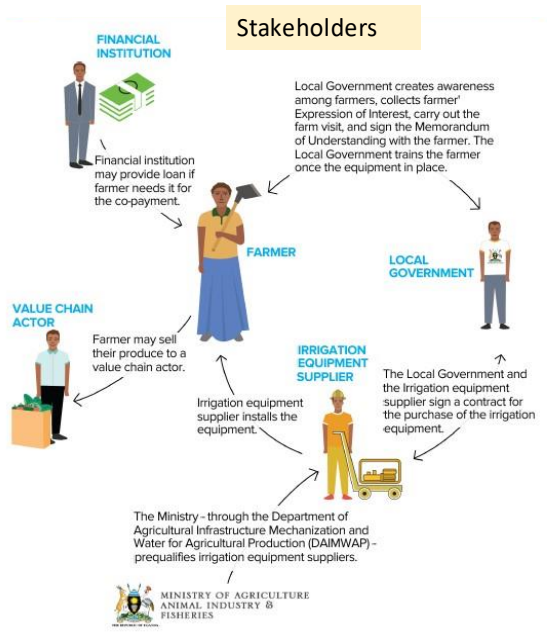 Stakeholders
FINANCIAL
INSTITUTION
Local Government creates awareness
among farmers, collects farmer'
Expression of Interest, carry out the
farm visit, and sign the Memorandum
of Understanding with the farmer. The
Local Government trains the farmer
once the equipment in place.
Financial institution
may provide loan if
farmer needs it for
the co-payment.
FARMER
LOCAL
GOVERNMENT
VALUE CHAIN
ACTOR
Farmer may sell
their produce to a
value chain actor.
IRRIGATION
EQUIPMENT
SUPPLIER
The Local Government and
the Irrigation equipment
supplier sign a contract for
the purchase of the irrigation
equipment.
Irrigation equipment
supplier installs the
equipment.
The Ministry - through the Department of
Agricultural Infrastructure Mechanization and
Water for Agricultural Production (DAIMWAP) -
prequalifies irrigation equipment suppliers.
MINISTRY OF AGRICULTURE
ANIMAL INDUSTRY &
FISHERIES
THE REPUBLIC OF UGANDA